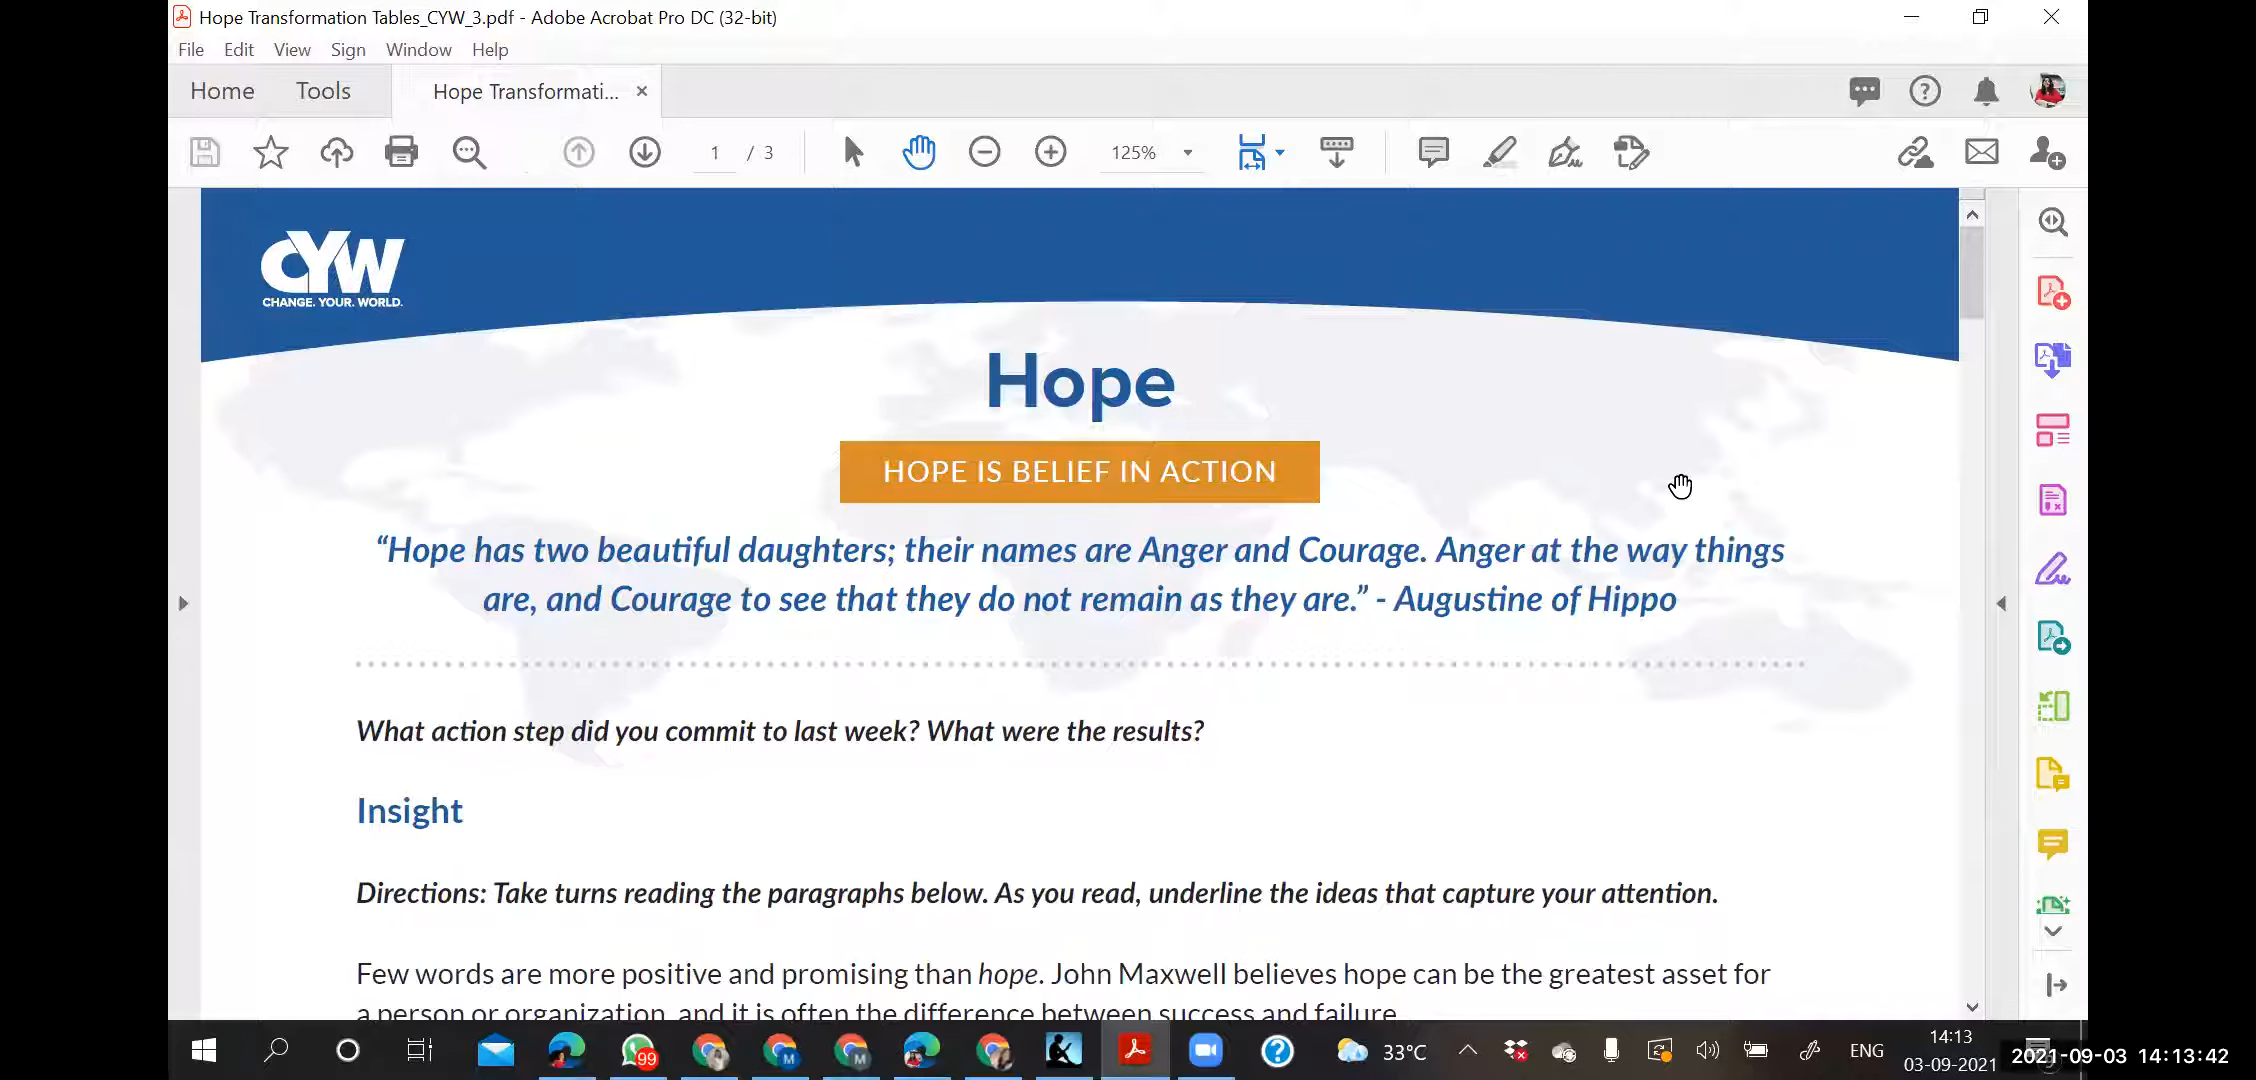 Hope Transformation Tables_CYW_3.pdf - Adobe Acrobat Pro DC (32-bit)
File Edit View Sign Window Help
Home Tools Hope Transformati... ×
1 / 3 125%
CYW
CHANGE. YOUR. WORLD.
Hope
HOPE IS BELIEF IN ACTION
“Hope has two beautiful daughters; their names are Anger and Courage. Anger at the way things
are, and Courage to see that they do not remain as they are.” - Augustine of Hippo
What action step did you commit to last week? What were the results?
Insight
Directions: Take turns reading the paragraphs below. As you read, underline the ideas that capture your attention.
Few words are more positive and promising than hope. John Maxwell believes hope can be the greatest asset for
a person or organization, and it is often the difference between success and failure.
99 M M 33°C ENG 14:13
03-09-2021
2021-09-03 14:13:42